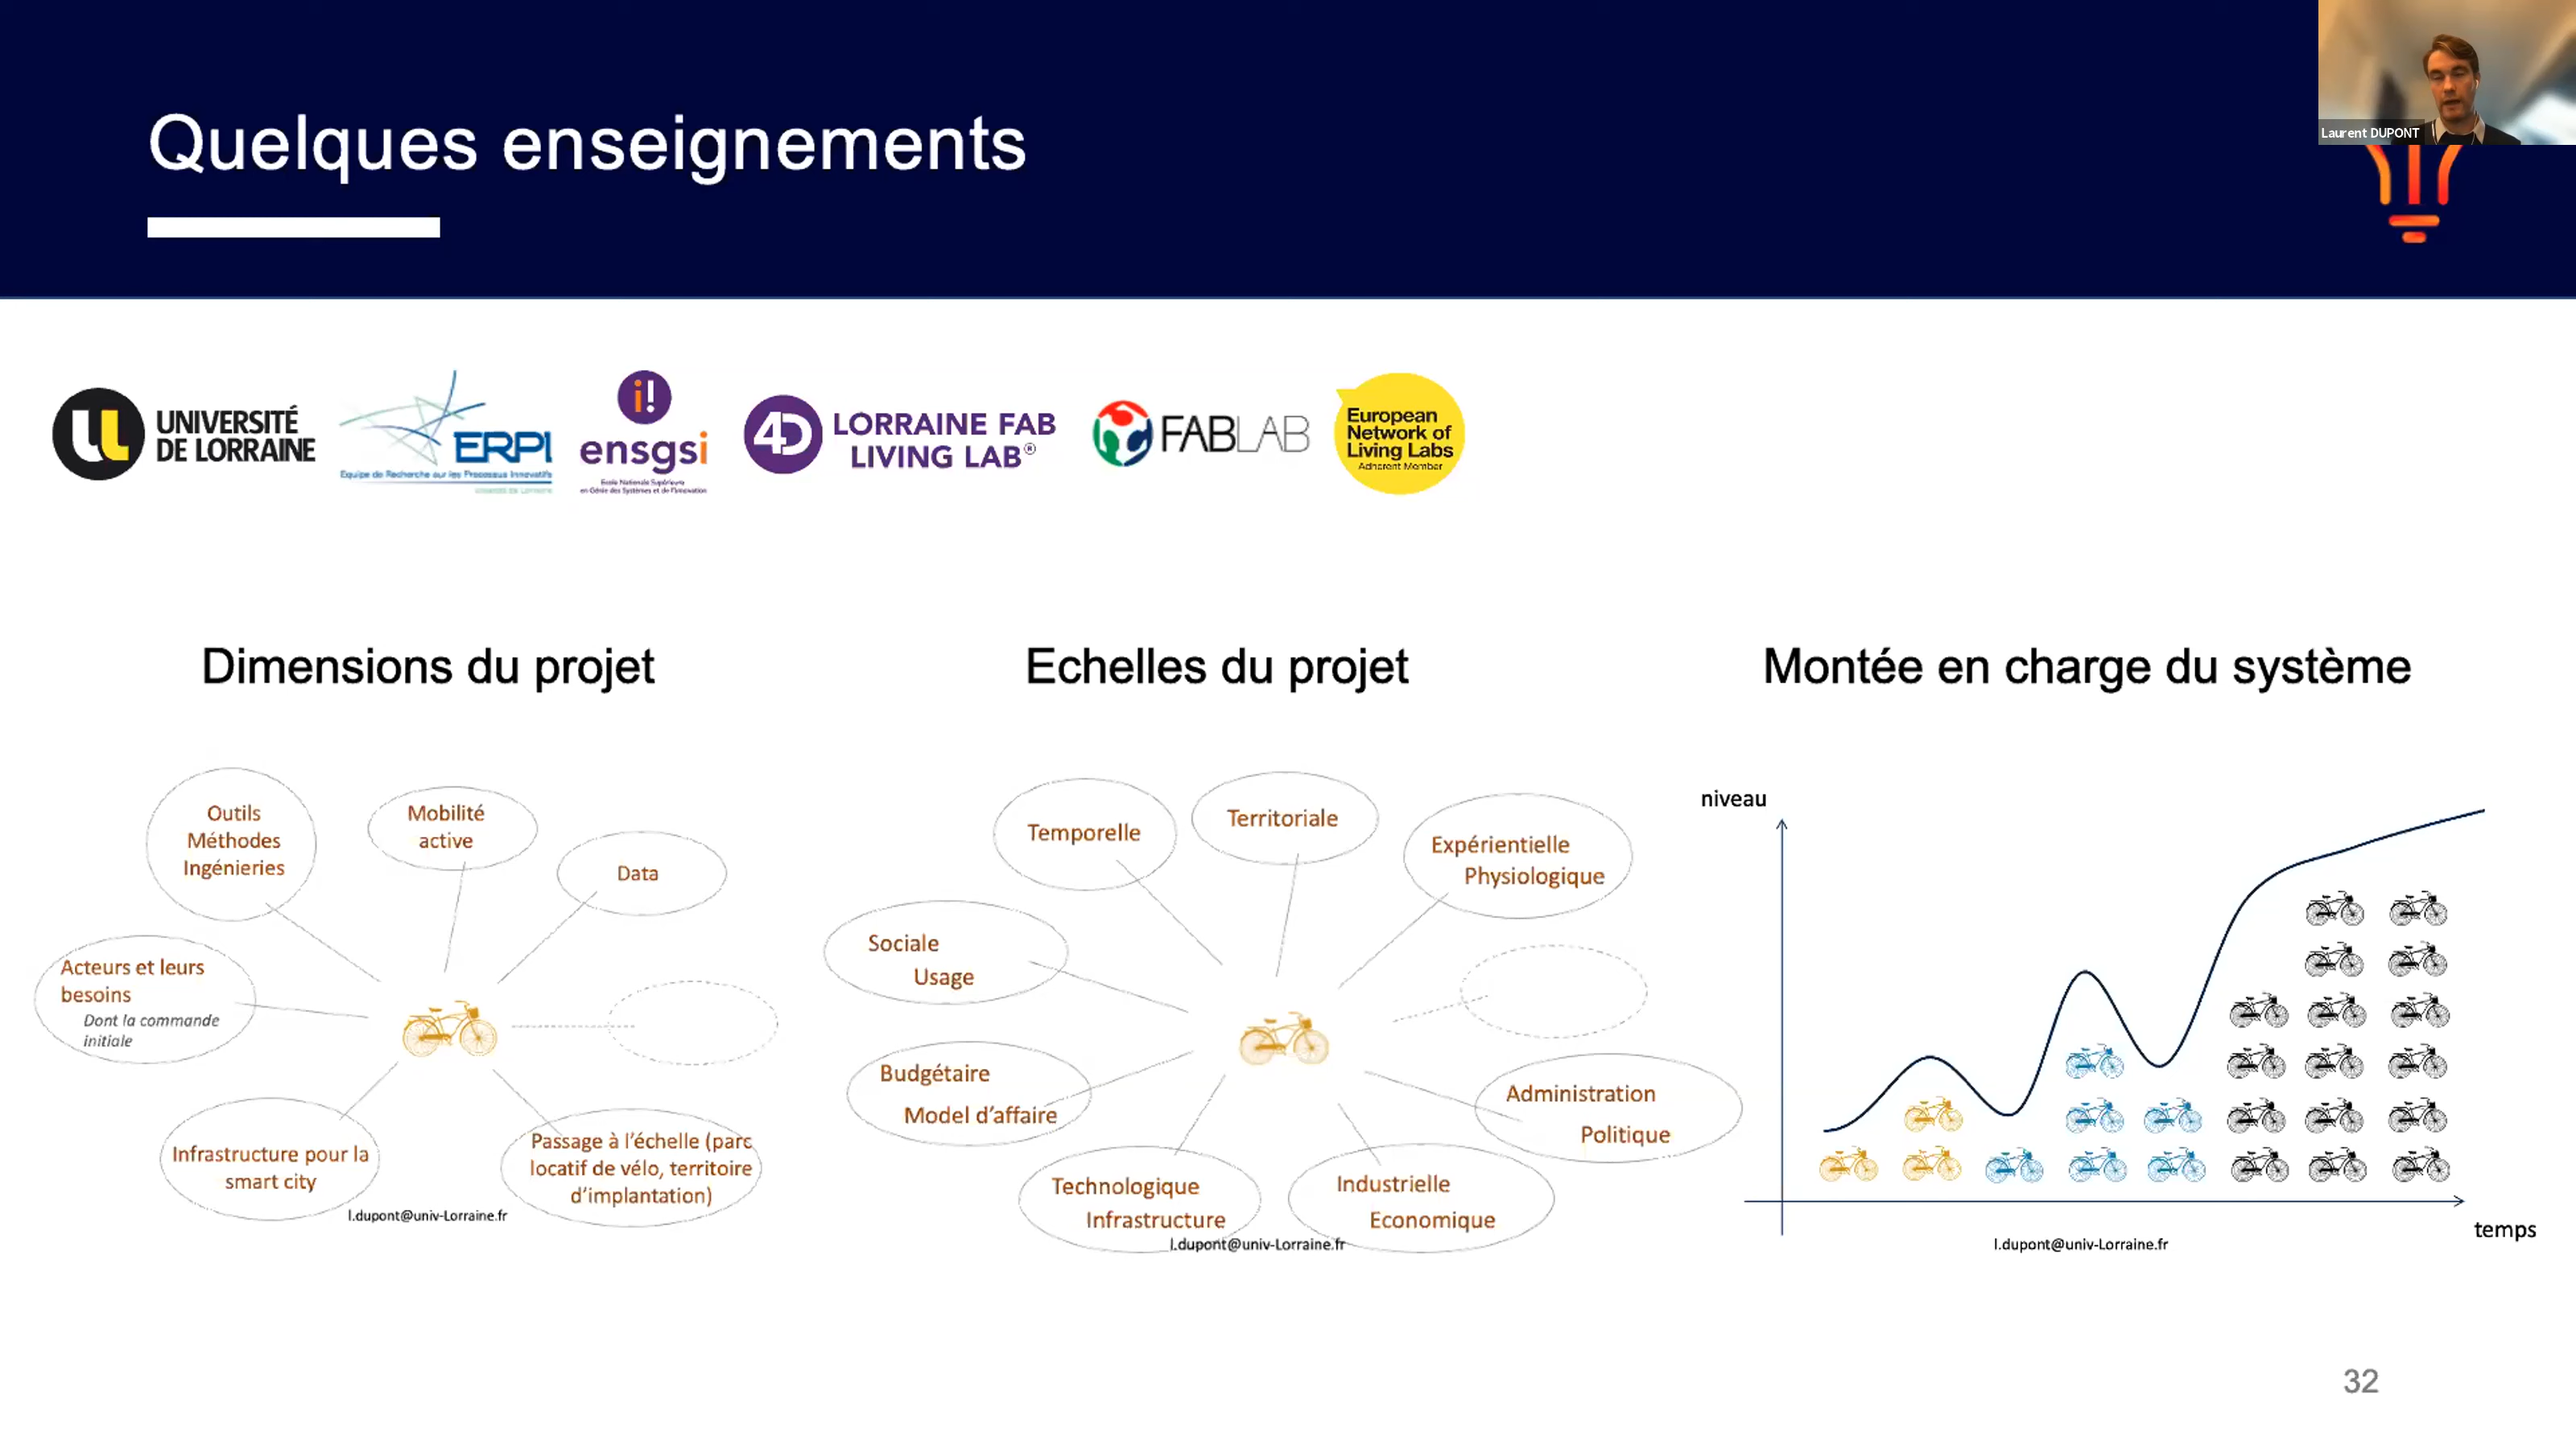 Laurent DUPONT
Quelques enseignements
UNIVERSITÉ
DE LORRAINE
ERPI
Equipe de Recherche sur les Processus Innovatifs
i!
ensgsi
Ecole Nationale Supérieure
en Génie des Systèmes et de l'Innovation
4D
LORRAINE FAB
LIVING LAB®
FABLAB
European
Network of
Living Labs
Adherent Member
Dimensions du projet
Outils
Méthodes
Ingénieries
Mobilité
active
Data
Acteurs et leurs
besoins
Dont la commande
initiale
Infrastructure pour la
smart city
Passage à l'échelle (parc
locatif de vélo, territoire
d'implantation)
l.dupont@univ-Lorraine.fr
Echelles du projet
Temporelle
Territoriale
Expérientielle
Physiologique
Sociale
Usage
Budgétaire
Model d'affaire
Administration
Politique
Technologique
Infrastructure
Industrielle
Economique
l.dupont@univ-Lorraine.fr
Montée en charge du système
niveau
temps
l.dupont@univ-Lorraine.fr
32